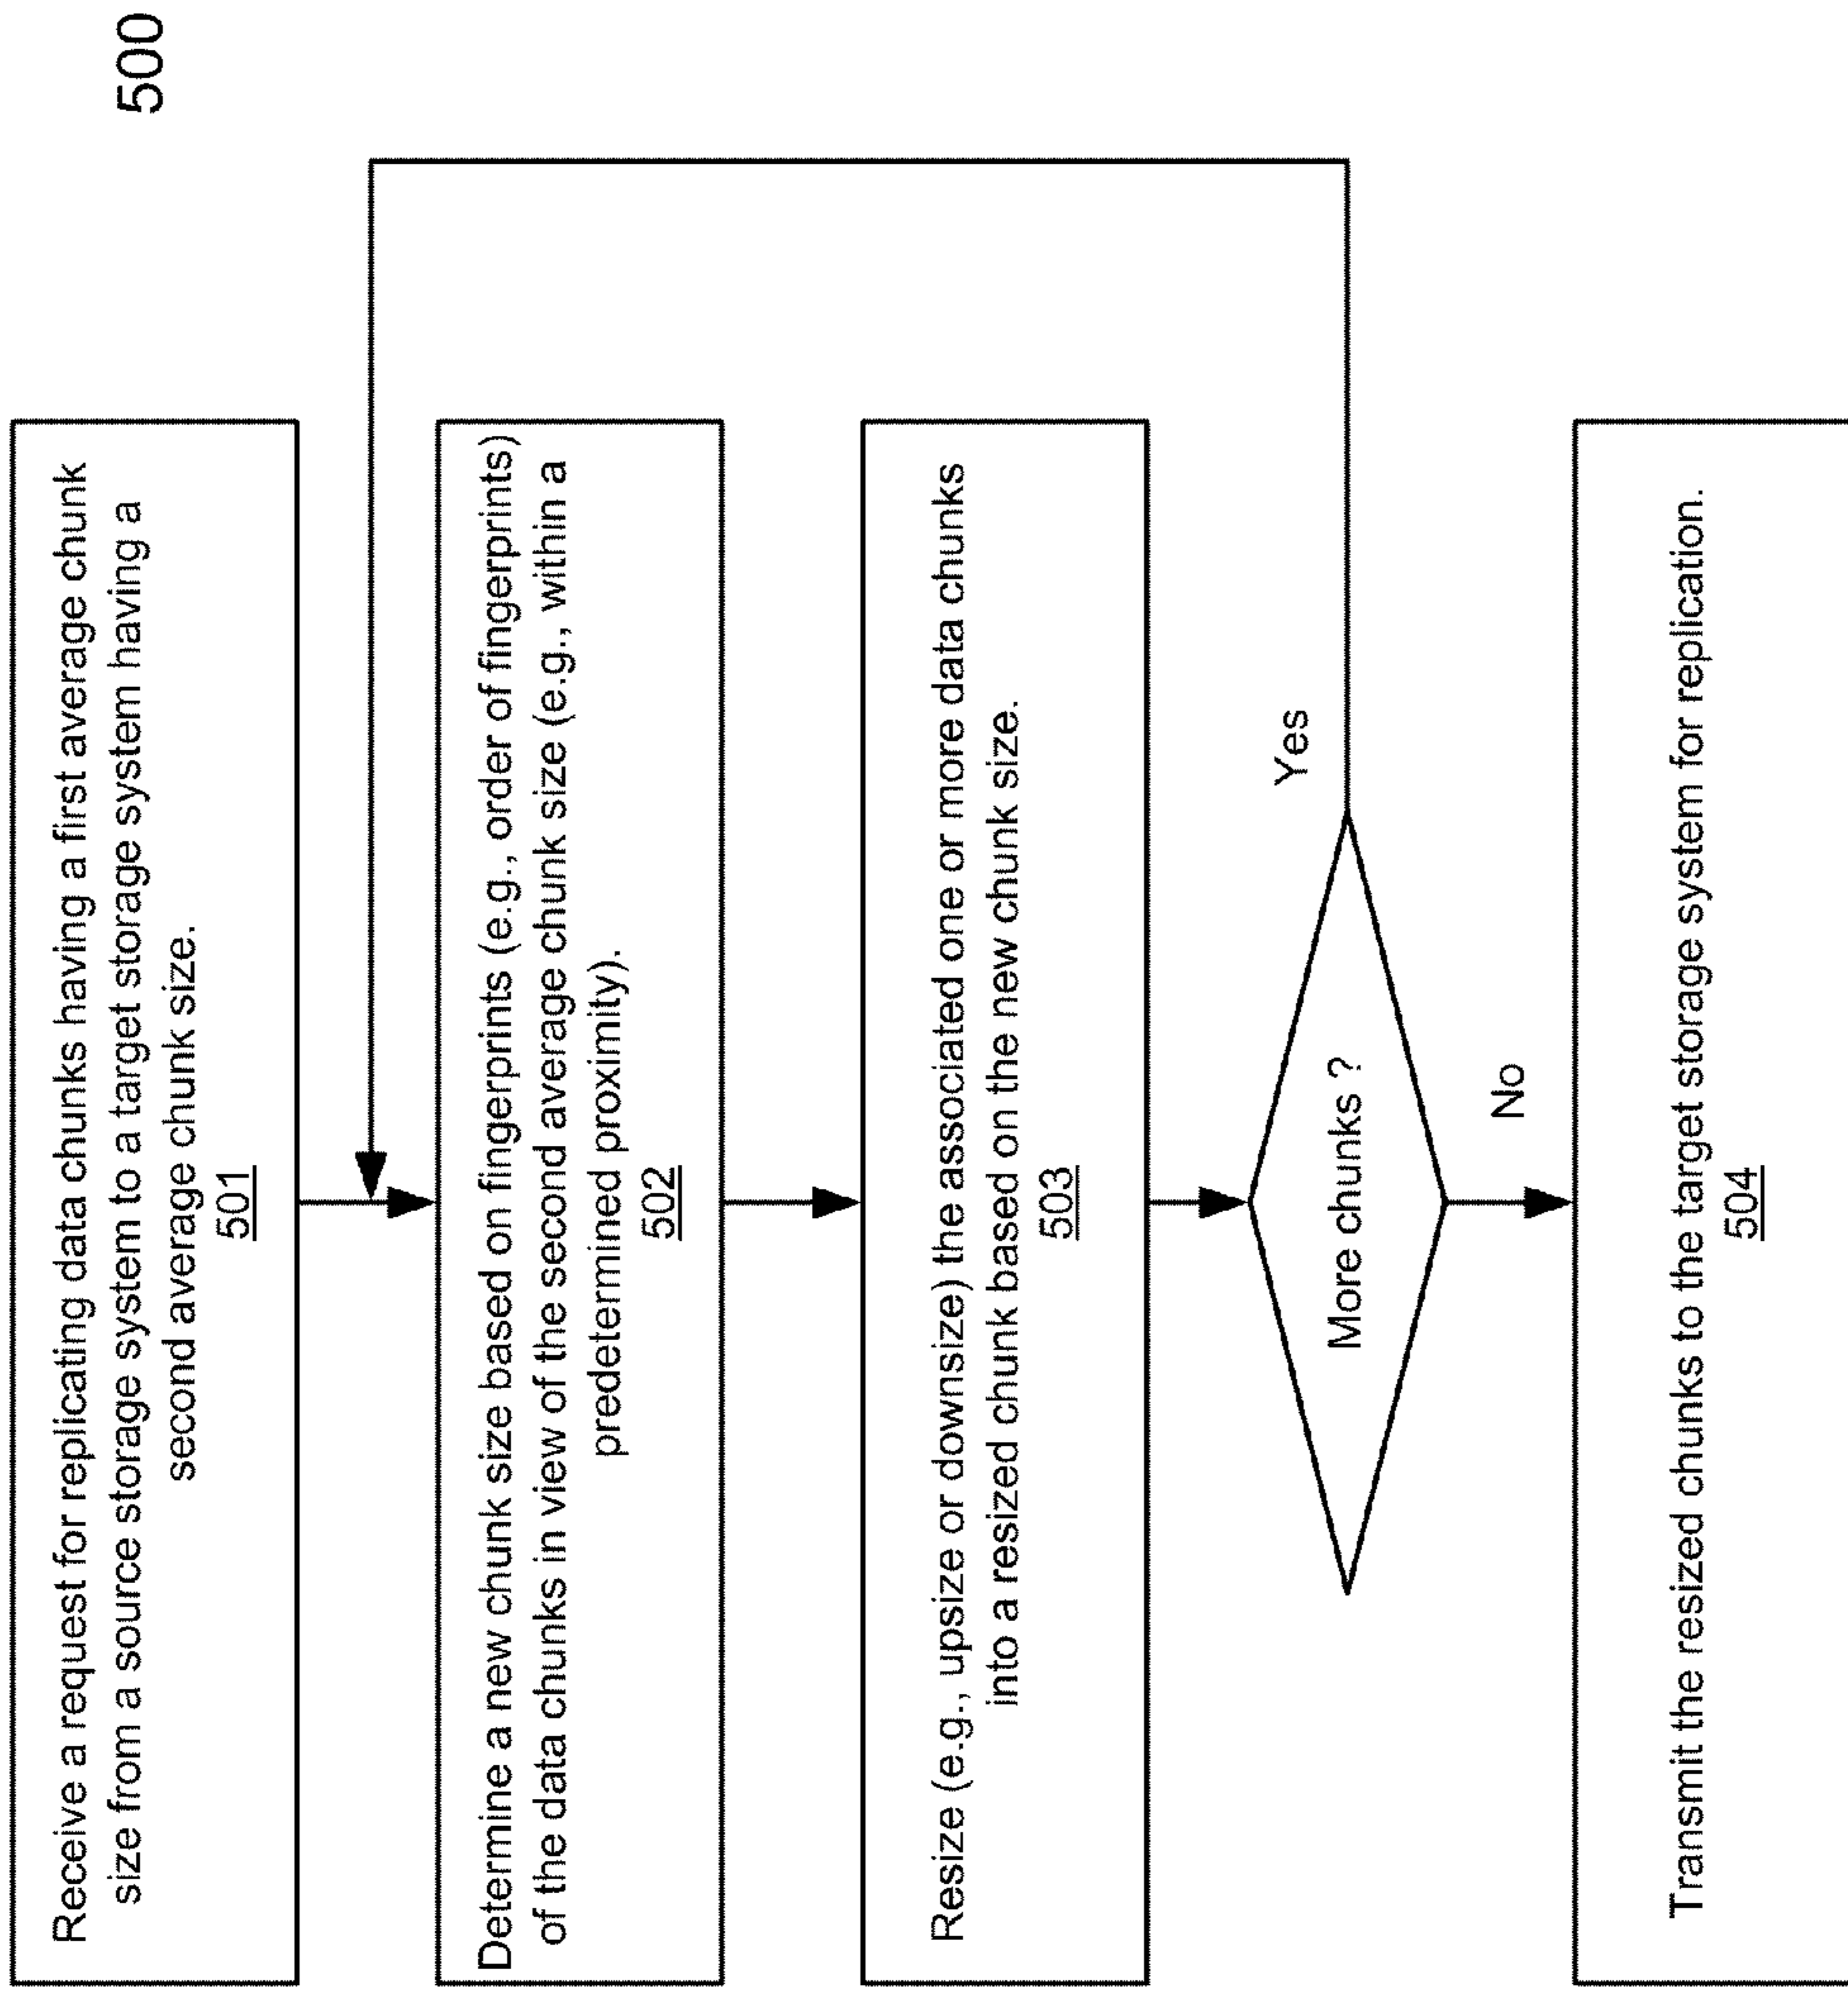 500
Receive a request for replicating data chunks having a first average chunk
size from a source storage system to a target storage system having a
second average chunk size.
501
Determine a new chunk size based on fingerprints (e.g., order of fingerprints)
of the data chunks in view of the second average chunk size (e.g., within a
predetermined proximity).
502
Resize (e.g., upsize or downsize) the associated one or more data chunks
into a resized chunk based on the new chunk size.
503
More chunks ?
Yes
No
Transmit the resized chunks to the target storage system for replication.
504